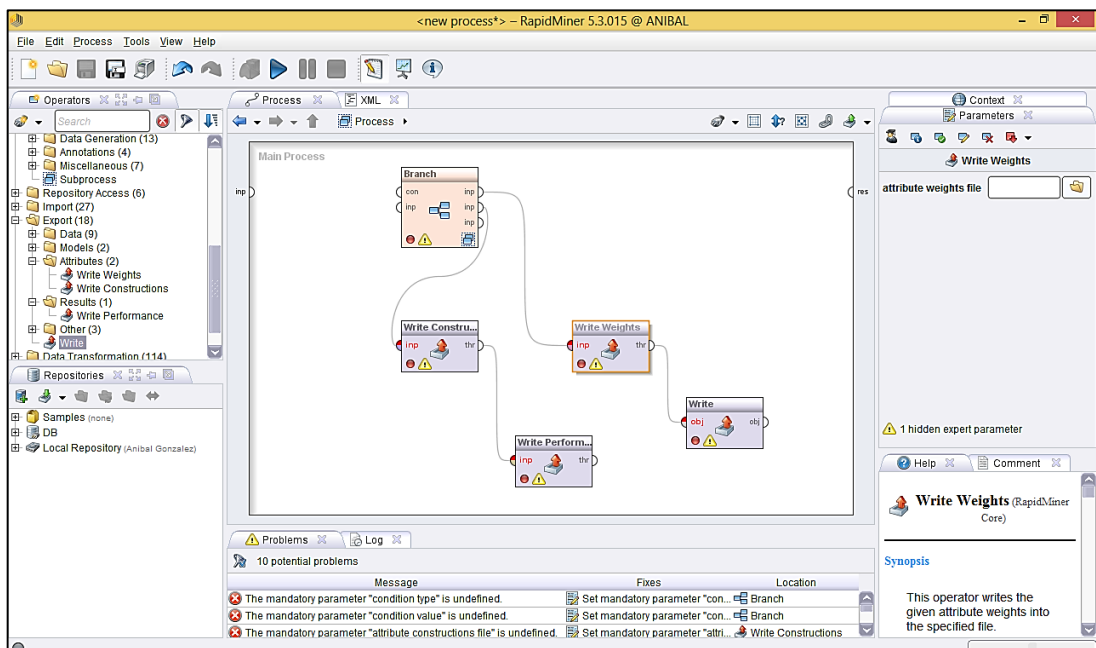 <new process*> – RapidMiner 5.3.015 @ ANIBAL
File Edit Process Tools View Help
Operators
Search
Data Generation (13)
Annotations (4)
Miscellaneous (7)
Subprocess
Repository Access (6)
Import (27)
Export (18)
Data (9)
Models (2)
Attributes (2)
Write Weights
Write Constructions
Results (1)
Write Performance
Other (3)
Write
Data Transformation (114)
Repositories
Samples (none)
DB
Local Repository (Anibal Gonzalez)
Process XML
Process
Main Process
inp
res
Branch
con inp
inp inp
inp
Write Constru...
inp thr
Write Weights
inp thr
Write
obj obj
Write Perform...
inp thr
Problems Log
10 potential problems
Message Fixes Location
The mandatory parameter "condition type" is undefined. Set mandatory parameter "con... Branch
The mandatory parameter "condition value" is undefined. Set mandatory parameter "con... Branch
The mandatory parameter "attribute constructions file" is undefined. Set mandatory parameter "attri... Write Constructions
Context
Parameters
Write Weights
attribute weights file
1 hidden expert parameter
Help Comment
Write Weights (RapidMiner
Core)
Synopsis
This operator writes the
given attribute weights into
the specified file.